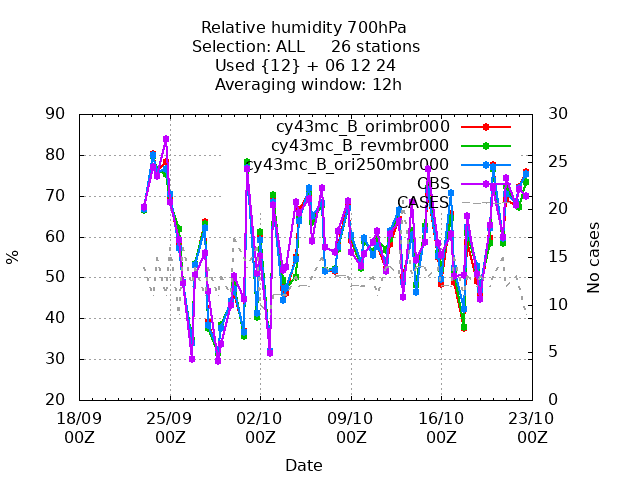 Relative humidity 700hPa
Selection: ALL     26 stations
Used {12} + 06 12 24
Averaging window: 12h
90
80
70
60
50
40
30
20
%
30
25
20
15
10
5
0
No cases
cy43mc_B_orimbr000
cy43mc_B_revmbr000
cy43mc_B_ori250mbr000
OBS
CASES
18/09 25/09 02/10 09/10 16/10 23/10
00Z 00Z 00Z 00Z 00Z 00Z
Date